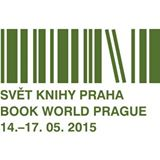 SVĚT KNIHY PRAHA
BOOK WORLD PRAGUE
14.–17. 05. 2015